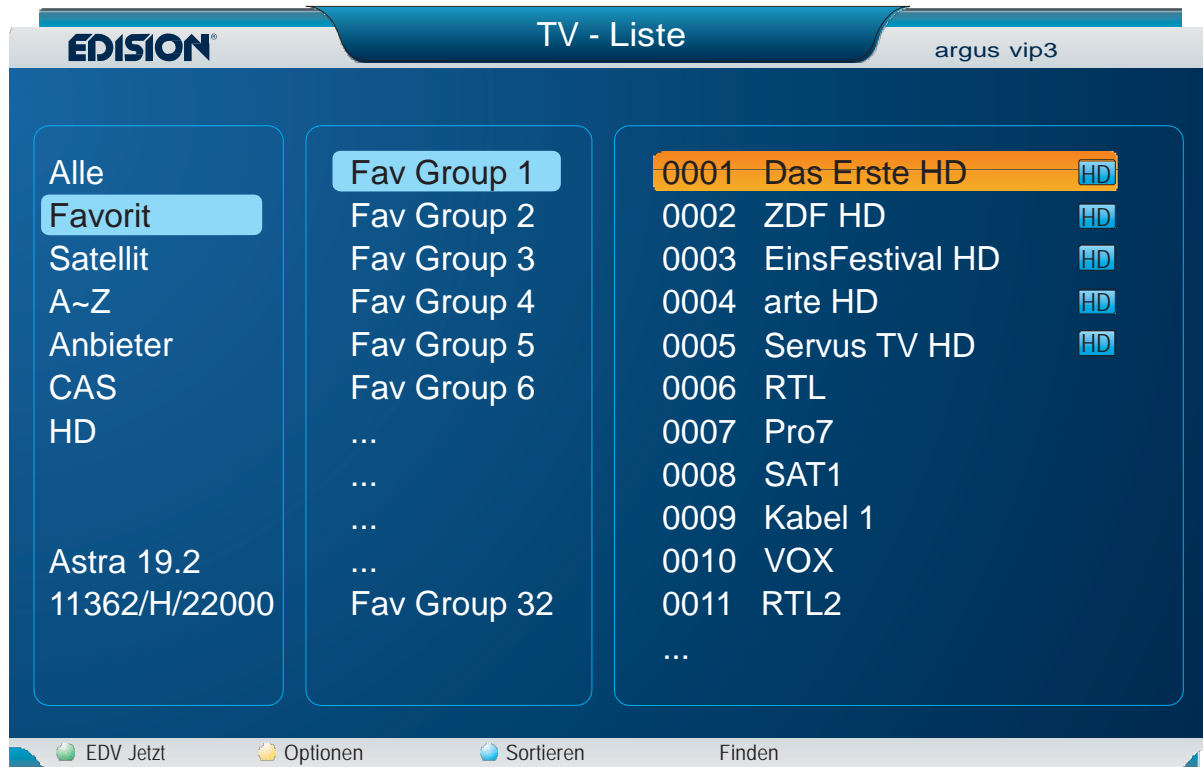 TV - Liste
EDISION®
argus vip3
Alle
Favorit
Satellit
A~Z
Anbieter
CAS
HD
Astra 19.2
11362/H/22000
Fav Group 1
Fav Group 2
Fav Group 3
Fav Group 4
Fav Group 5
Fav Group 6
...
...
...
...
Fav Group 32
0001 Das Erste HD HD
0002 ZDF HD HD
0003 EinsFestival HD HD
0004 arte HD HD
0005 Servus TV HD HD
0006 RTL
0007 Pro7
0008 SAT1
0009 Kabel 1
0010 VOX
0011 RTL2
...
EDV Jetzt Optionen Sortieren Finden